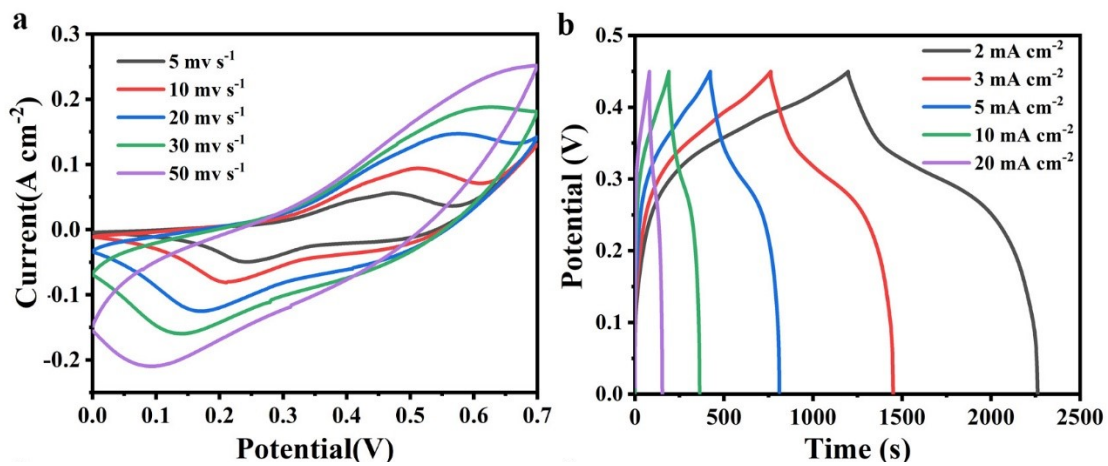 a
0.3
0.2
0.1
0.0
-0.1
-0.2
Current(A cm-2)
5 mv s-1
10 mv s-1
20 mv s-1
30 mv s-1
50 mv s-1
0.0 0.1 0.2 0.3 0.4 0.5 0.6 0.7
Potential(V)
b
0.5
0.4
0.3
0.2
0.1
0.0
Potential (V)
2 mA cm-2
3 mA cm-2
5 mA cm-2
10 mA cm-2
20 mA cm-2
0 500 1000 1500 2000 2500
Time (s)